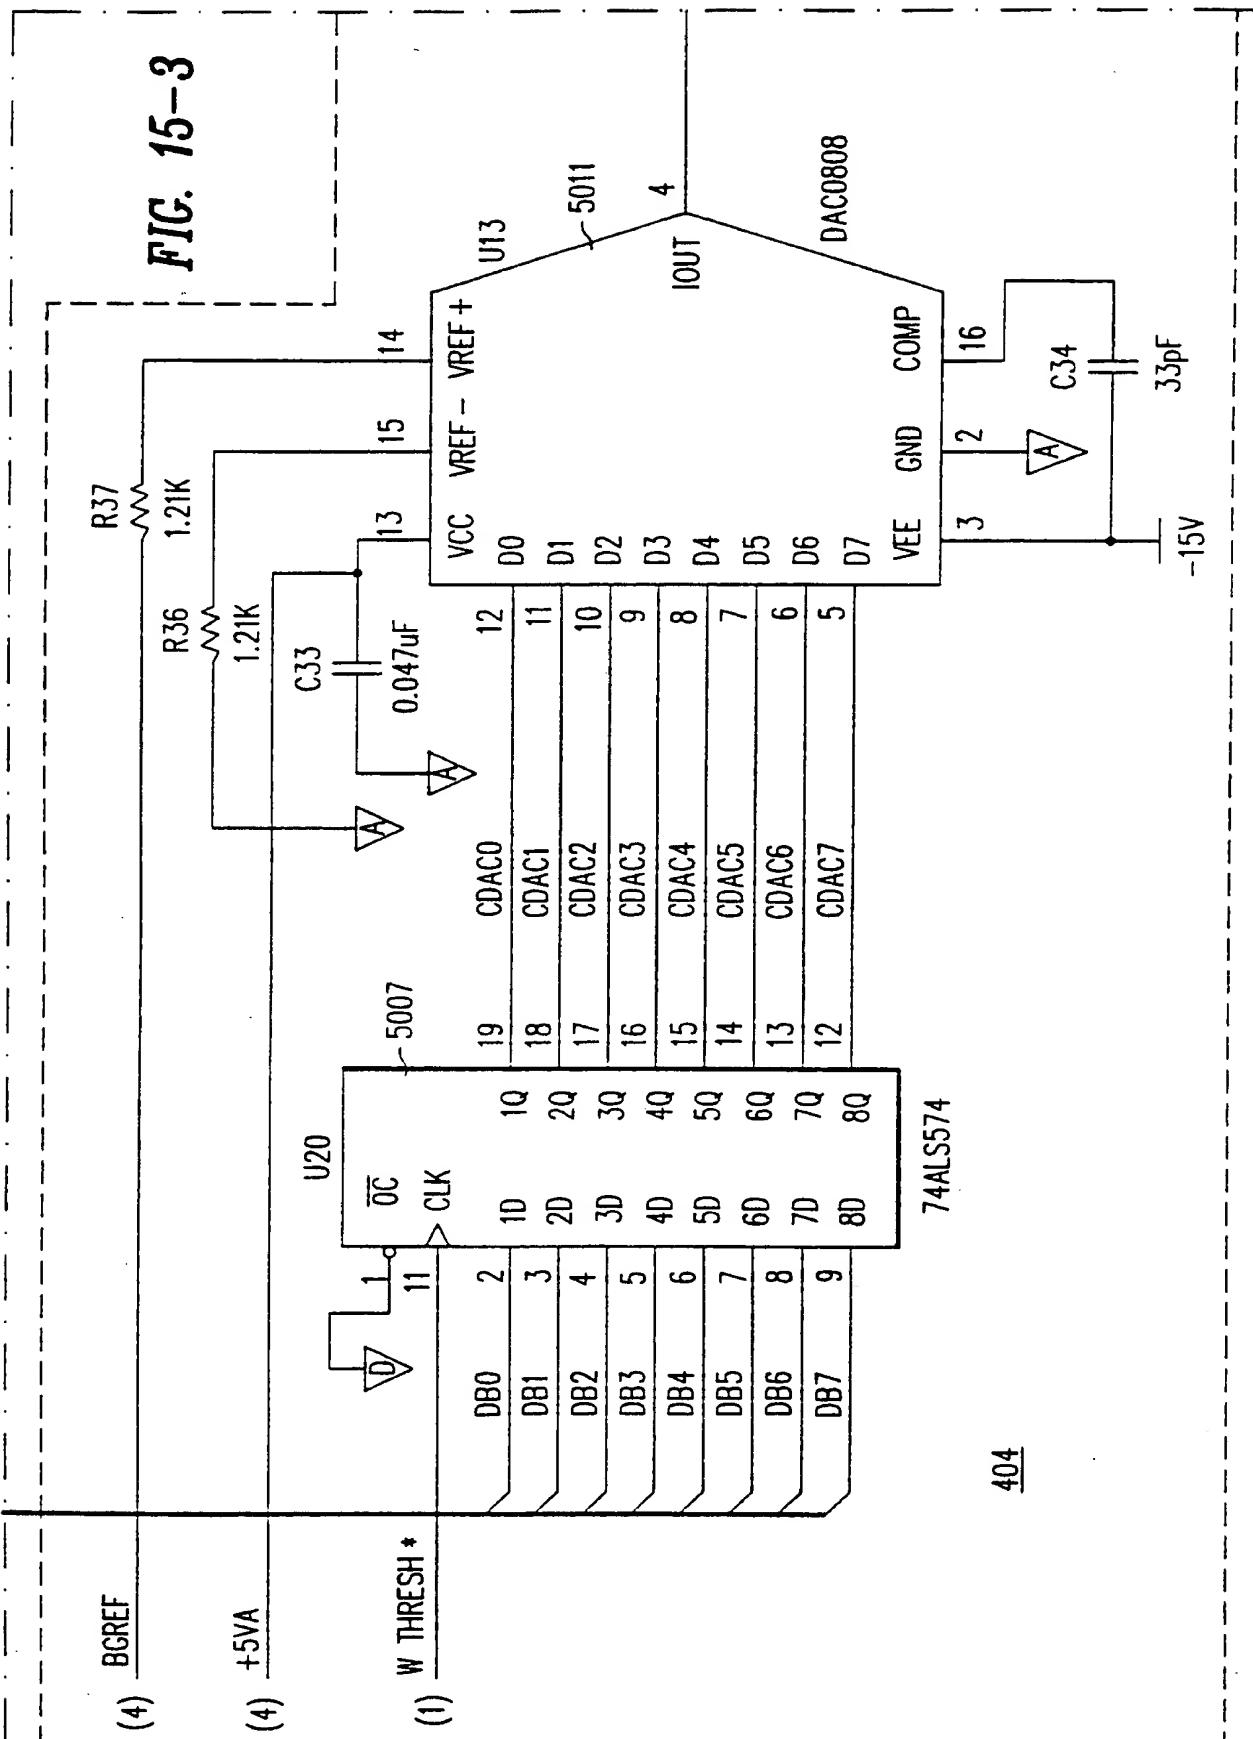 FIG. 15-3
BGREF
(4)
+5VA
(4)
W THRESH *
(1)
R37
1.21K
R36
1.21K
C33
0.047uF
A
A
14
15
13
VREF+
VREF-
VCC
U13
5011
4
IOUT
DAC0808
D0
D1
D2
D3
D4
D5
D6
D7
12
11
10
9
8
7
6
5
VEE
GND
COMP
3
2
16
A
C34
33pF
-15V
CDAC0
CDAC1
CDAC2
CDAC3
CDAC4
CDAC5
CDAC6
CDAC7
19
18
17
16
15
14
13
12
U20
5007
OC
CLK
1
11
D
1D 1Q
2D 2Q
3D 3Q
4D 4Q
5D 5Q
6D 6Q
7D 7Q
8D 8Q
74ALS574
2
3
4
5
6
7
8
9
DB0
DB1
DB2
DB3
DB4
DB5
DB6
DB7
404